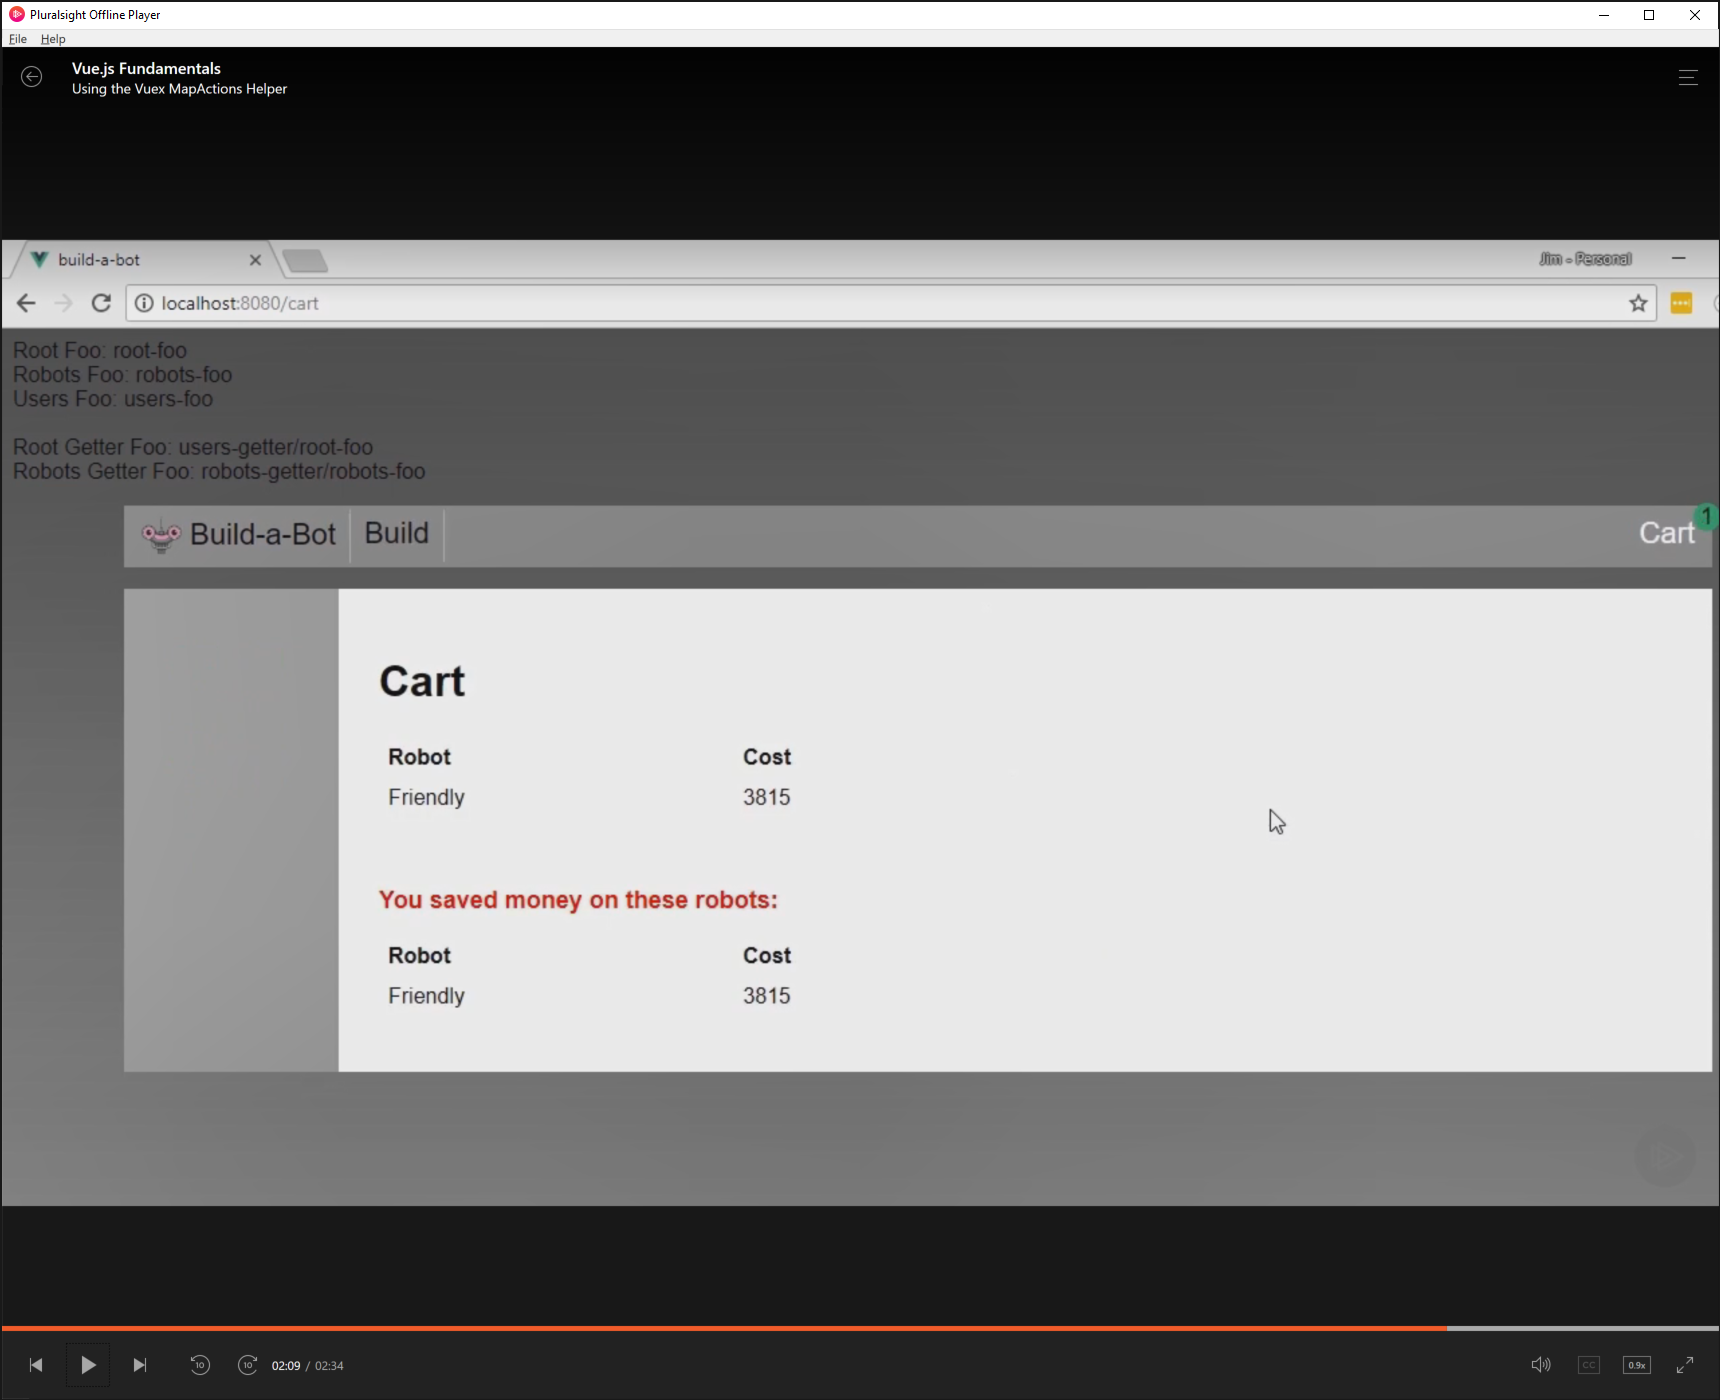 Pluralsight Offline Player
File Help
Vue.js Fundamentals
Using the Vuex MapActions Helper
build-a-bot
Jim - Personal
localhost:8080/cart
Root Foo: root-foo
Robots Foo: robots-foo
Users Foo: users-foo
Root Getter Foo: users-getter/root-foo
Robots Getter Foo: robots-getter/robots-foo
Build-a-Bot Build Cart 1
Cart
Robot Cost
Friendly 3815
You saved money on these robots:
Robot Cost
Friendly 3815
10 10 02:09 / 02:34 CC 0.9x